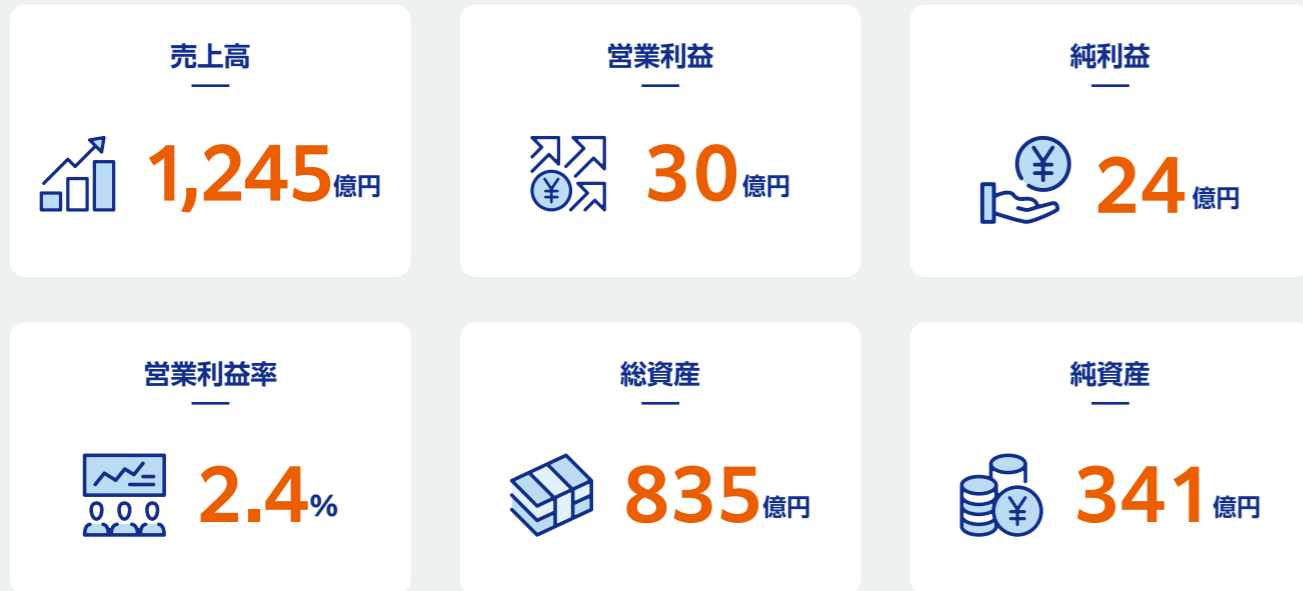 売上高
1,245億円
営業利益
¥
30億円
純利益
¥
24億円
営業利益率
2.4%
総資産
835億円
純資産
¥
341億円